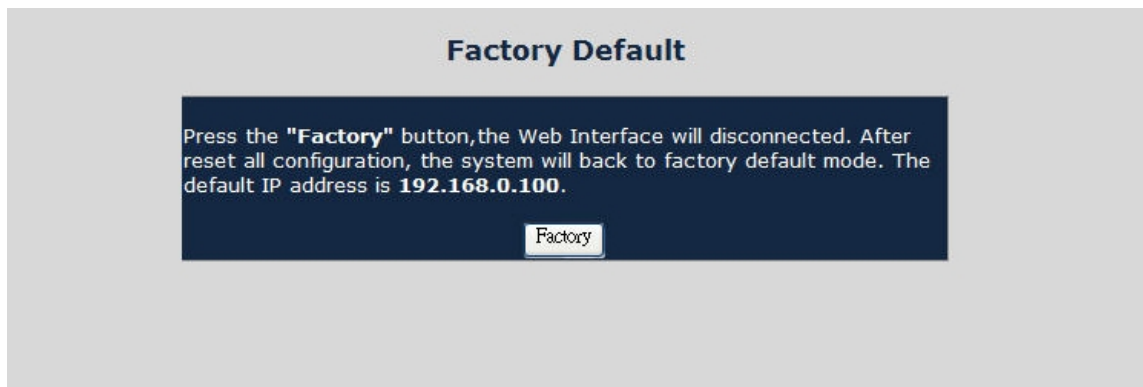 Factory Default
Press the "Factory" button,the Web Interface will disconnected. After
reset all configuration, the system will back to factory default mode. The
default IP address is 192.168.0.100.
Factory